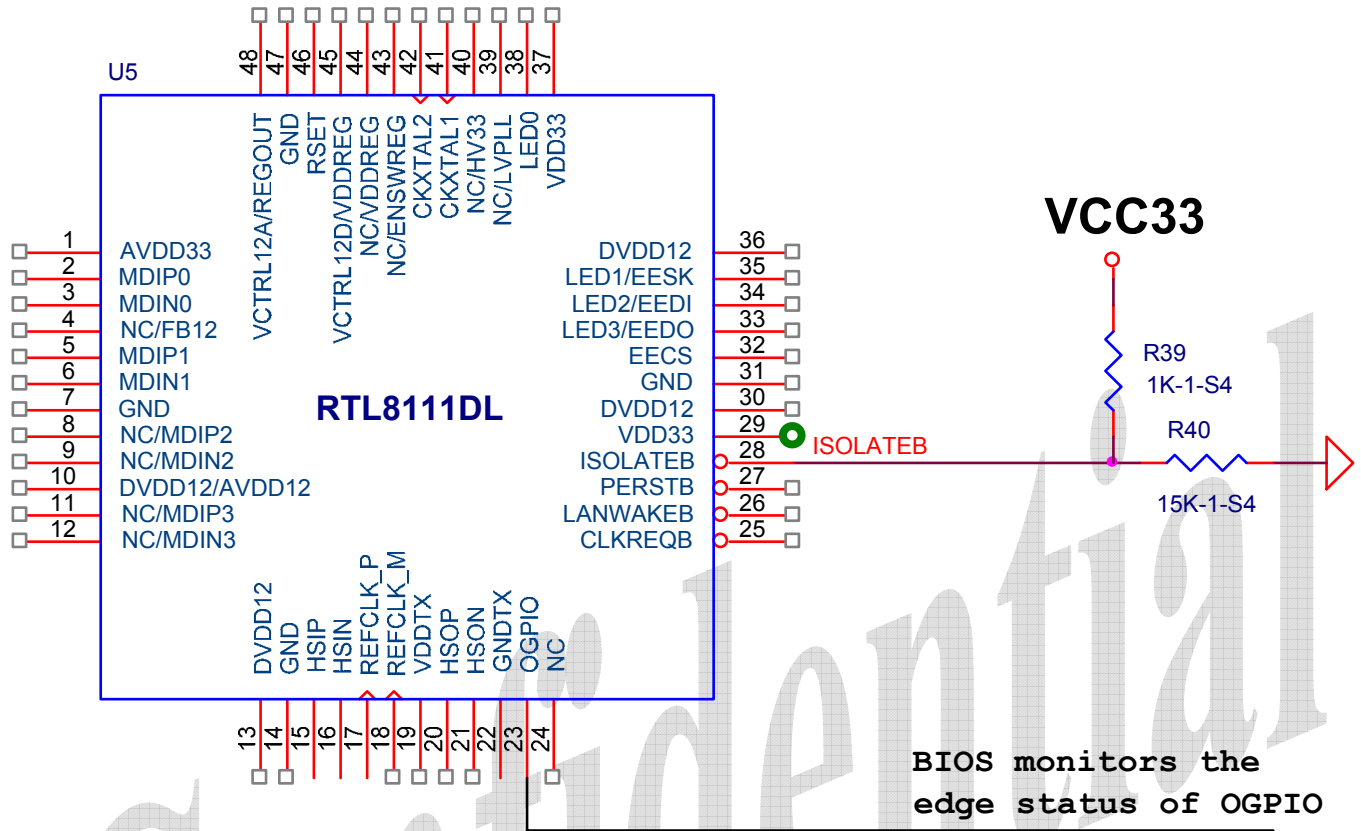 U5
48 47 46 45 44 43 42 41 40 39 38 37
VCTRL12A/REGOUT
GND
RSET
VCTRL12D/VDDREG
NC/VDDREG
NC/ENSWREG
CKXTAL2
CKXTAL1
NC/HV33
NC/LVPLL
LED0
VDD33
1 AVDD33
2 MDIP0
3 MDIN0
4 NC/FB12
5 MDIP1
6 MDIN1
7 GND
8 NC/MDIP2
9 NC/MDIN2
10 DVDD12/AVDD12
11 NC/MDIP3
12 NC/MDIN3
RTL8111DL
DVDD12 36
LED1/EESK 35
LED2/EEDI 34
LED3/EEDO 33
EECS 32
GND 31
DVDD12 30
VDD33 29
ISOLATEB 28
PERSTB 27
LANWAKEB 26
CLKREQB 25
DVDD12
GND
HSIP
HSIN
REFCLK_P
REFCLK_M
VDDTX
HSOP
HSON
GNDTX
OGPIO
NC
13 14 15 16 17 18 19 20 21 22 23 24
VCC33
R39
1K-1-S4
R40
15K-1-S4
ISOLATEB
BIOS monitors the
edge status of OGPIO